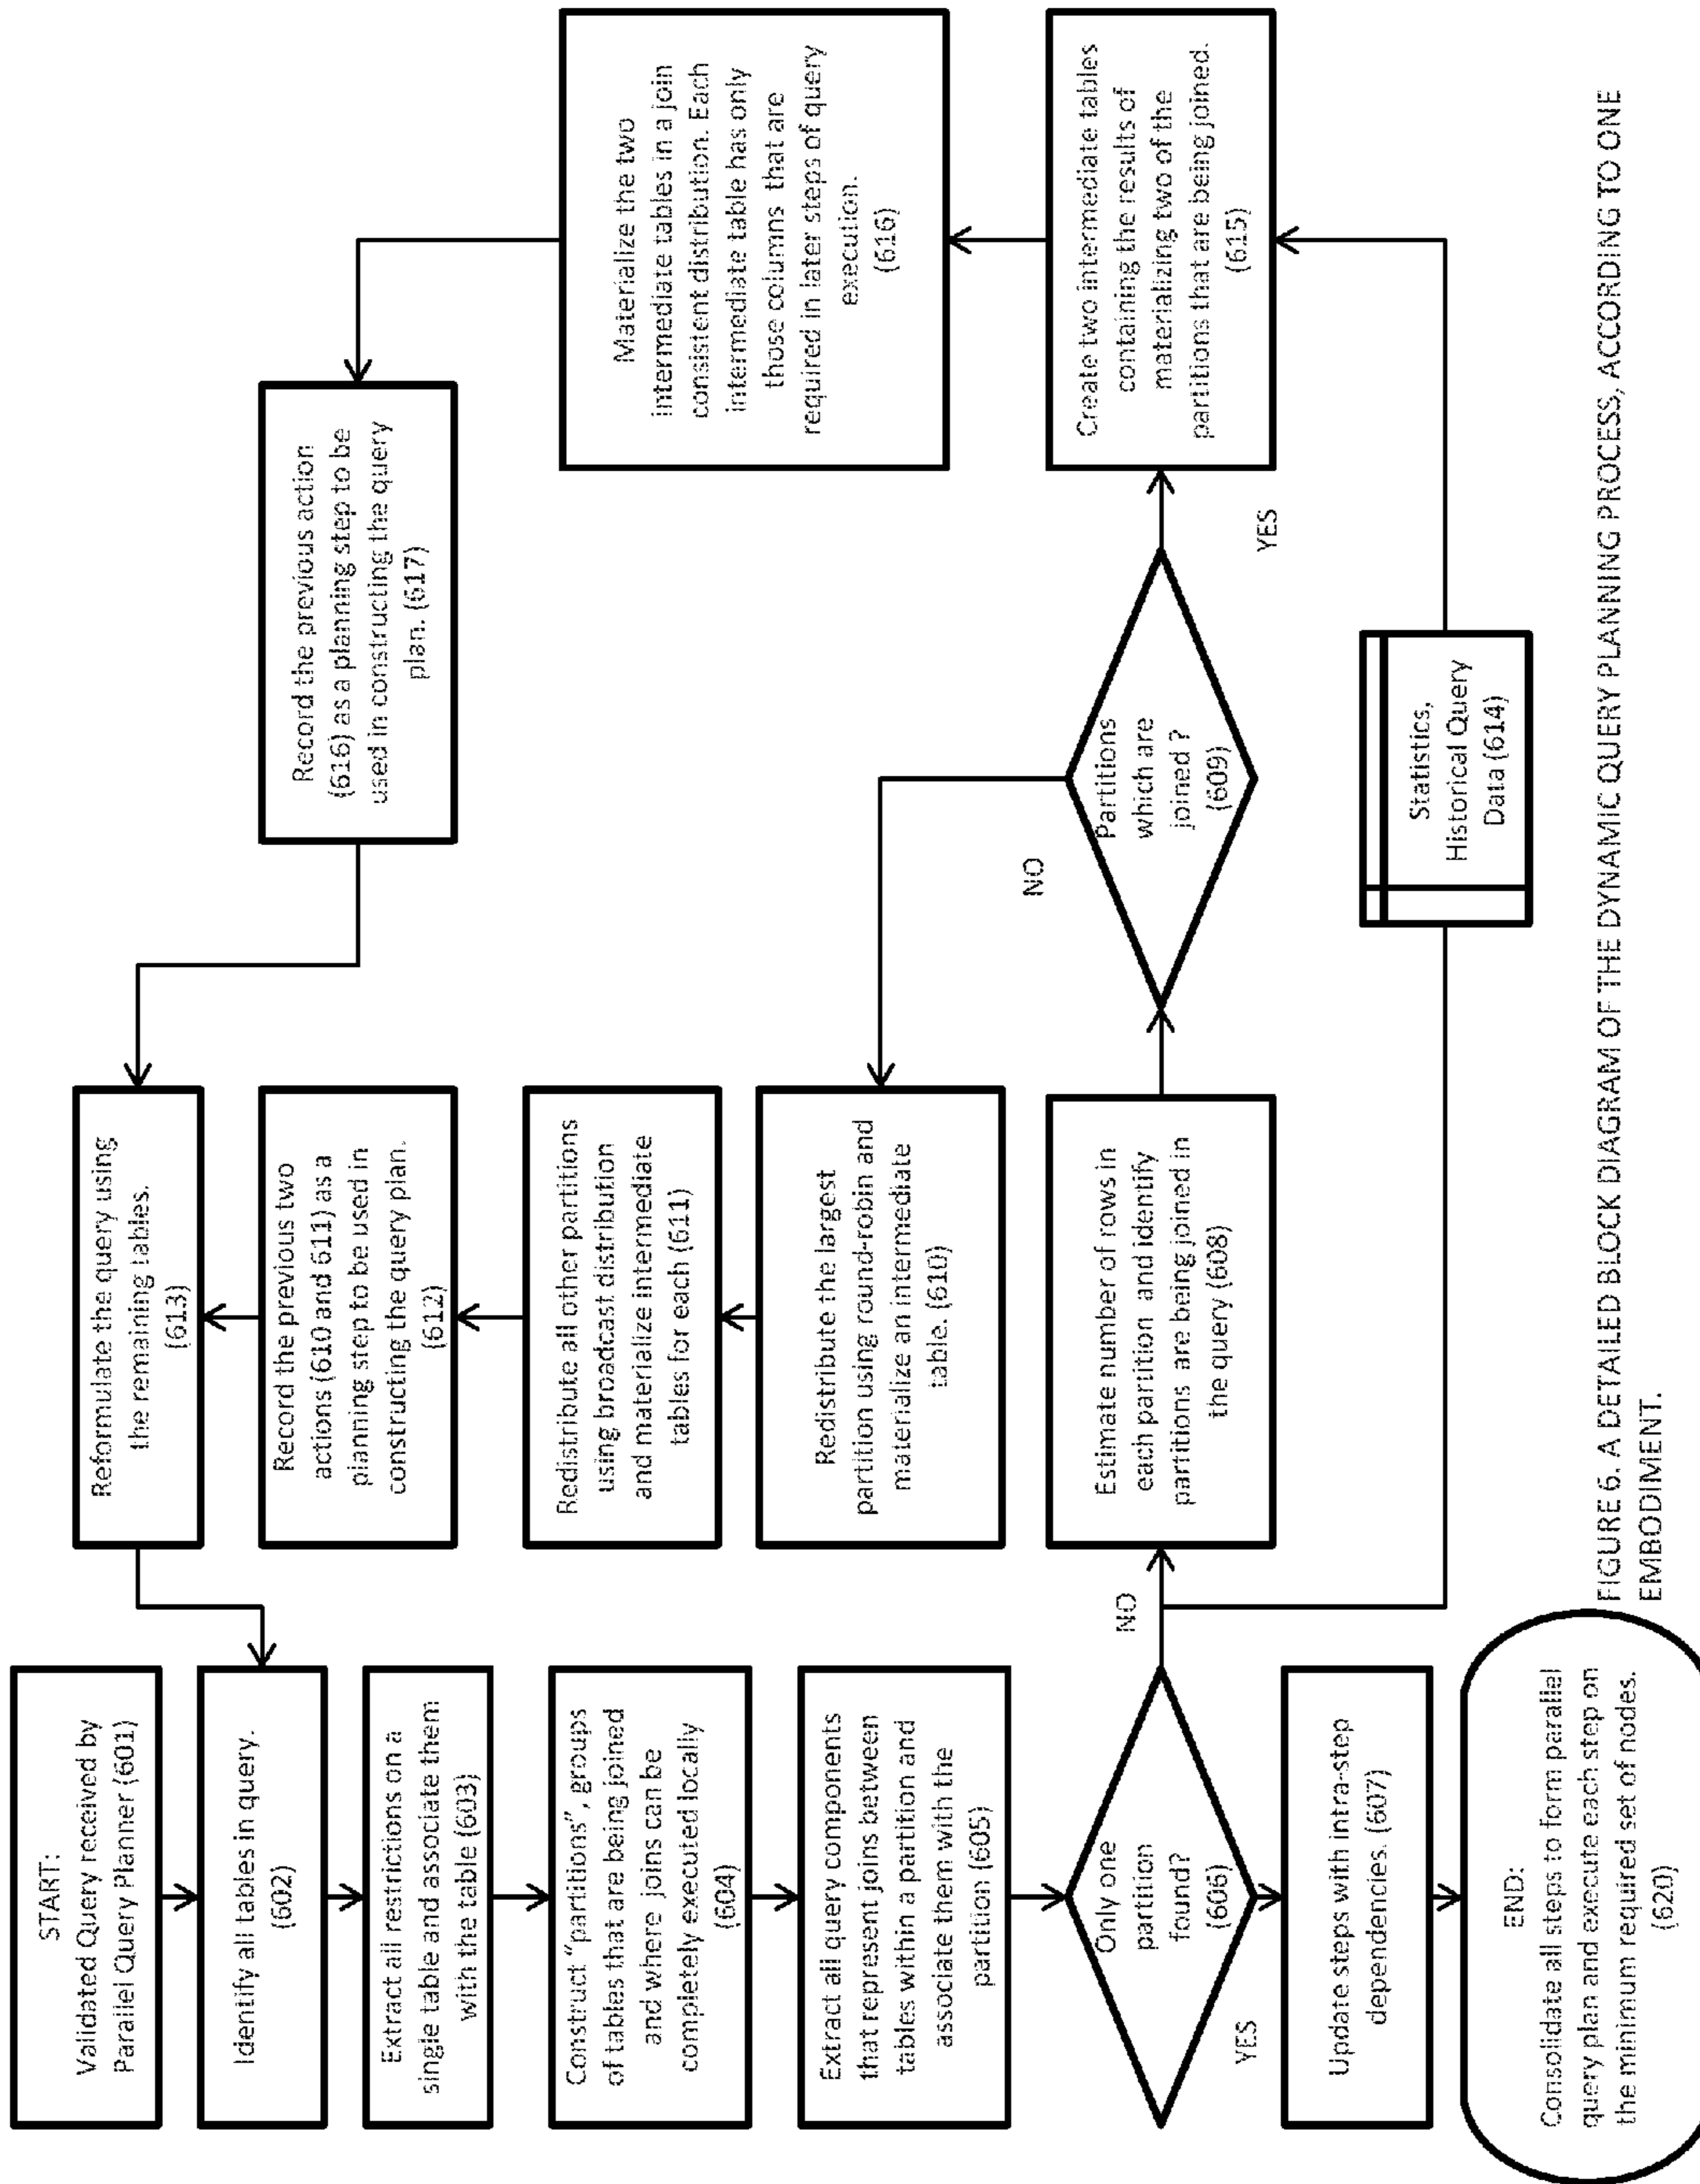 START:
Validated Query received by
Parallel Query Planner (601)
Identify all tables in query.
(602)
Extract all restrictions on a
single table and associate them
with the table (603)
Construct "partitions", groups
of tables that are being joined
and where joins can be
completely executed locally
(604)
Extract all query components
that represent joins between
tables within a partition and
associate them with the
partition (605)
Only one
partition
found?
(606)
YES
NO
Update steps with intra-step
dependencies. (607)
END:
Consolidate all steps to form parallel
query plan and execute each step on
the minimum required set of nodes.
(620)
Reformulate the query using
the remaining tables.
(613)
Record the previous two
actions (610 and 611) as a
planning step to be used in
constructing the query plan.
(612)
Redistribute all other partitions
using broadcast distribution
and materialize intermediate
tables for each (611)
Redistribute the largest
partition using round-robin and
materialize an intermediate
table. (610)
Estimate number of rows in
each partition and identify
partitions are being joined in
the query (608)
NO
Partitions
which are
joined ?
(609)
YES
Statistics,
Historical Query
Data (614)
Record the previous action
(616) as a planning step to be
used in constructing the query
plan. (617)
Materialize the two
intermediate tables in a join
consistent distribution. Each
intermediate table has only
those columns that are
required in later steps of query
execution.
(616)
Create two intermediate tables
containing the results of
materializing two of the
partitions that are being joined.
(615)
FIGURE 6. A DETAILED BLOCK DIAGRAM OF THE DYNAMIC QUERY PLANNING PROCESS, ACCORDING TO ONE
EMBODIMENT.